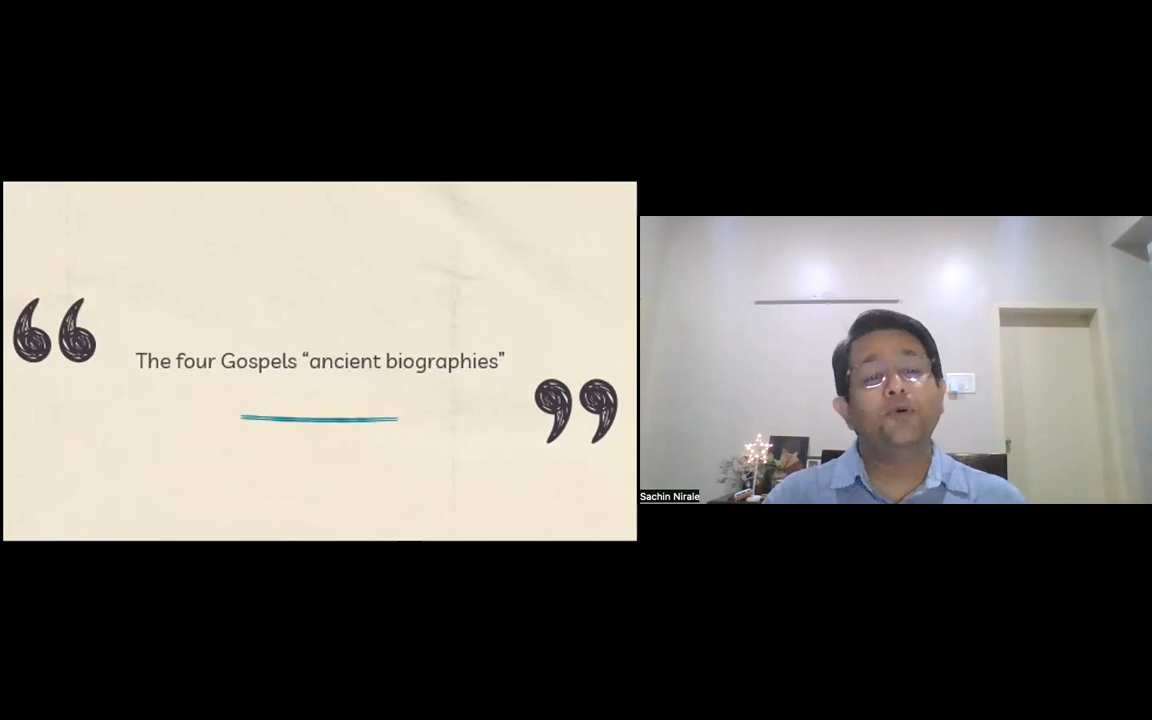 The four Gospels “ancient biographies”
Sachin Nirale